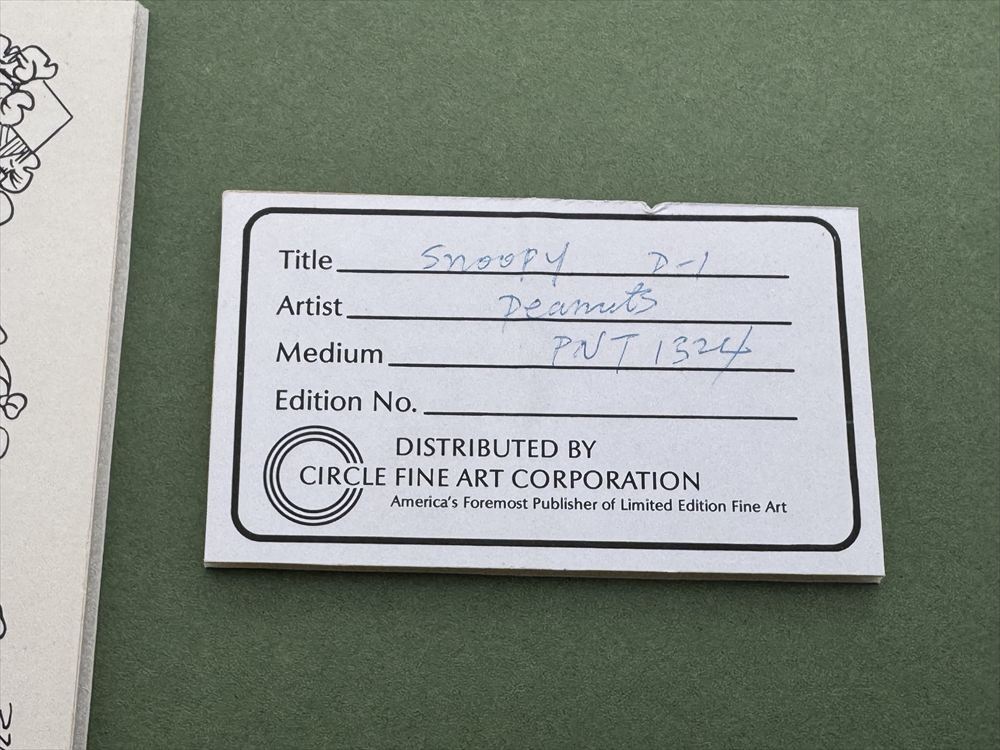 Title Snoopy D-1
Artist Peanuts
Medium PNT 1324
Edition No.
DISTRIBUTED BY
CIRCLE FINE ART CORPORATION
America's Foremost Publisher of Limited Edition Fine Art